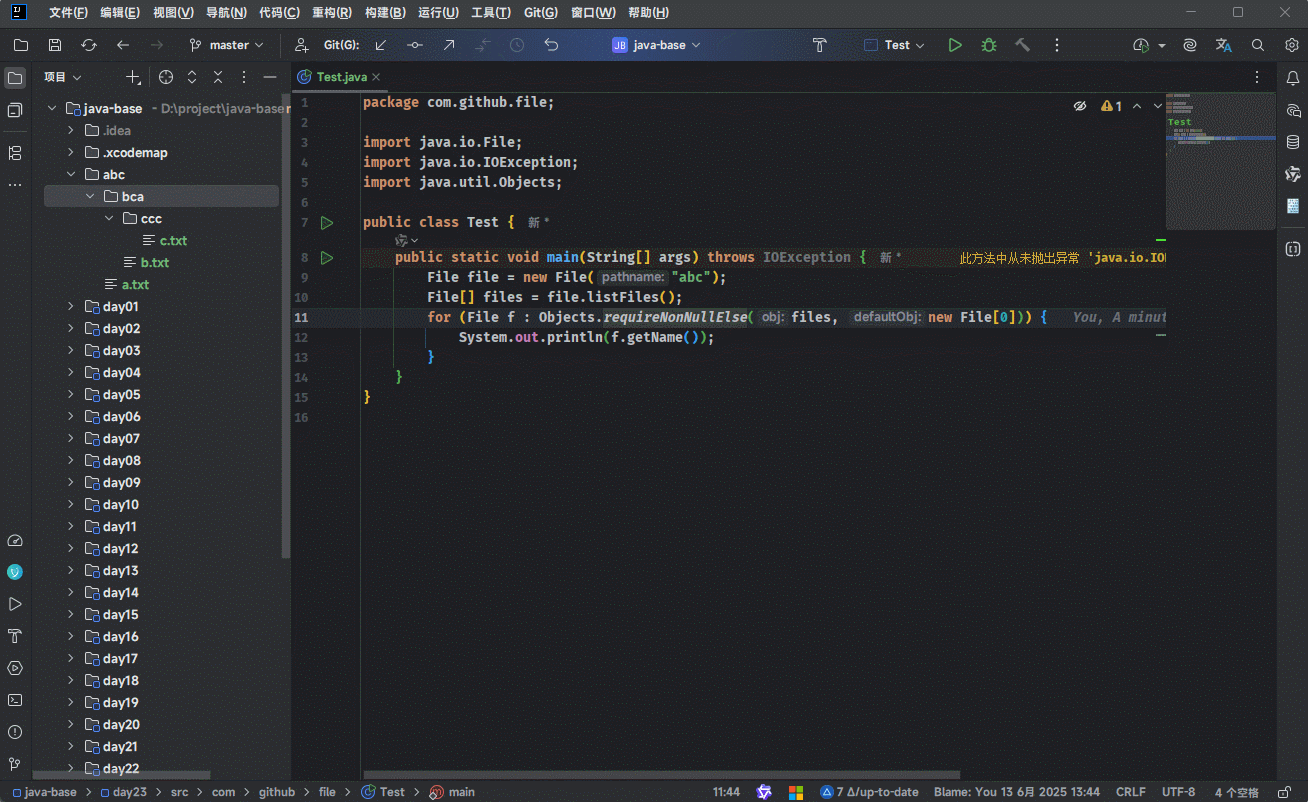 文件(F) 编辑(E) 视图(V) 导航(N) 代码(C) 重构(R) 构建(B) 运行(U) 工具(T) Git(G) 窗口(W) 帮助(H)
master Git(G): JB java-base Test
项目
java-base - D:\project\java-base
.idea
.xcodemap
abc
bca
ccc
c.txt
b.txt
a.txt
day01
day02
day03
day04
day05
day06
day07
day08
day09
day10
day11
day12
day13
day14
day15
day16
day17
day18
day19
day20
day21
day22
Test.java
1 package com.github.file;
2
3 import java.io.File;
4 import java.io.IOException;
5 import java.util.Objects;
6
7 public class Test { 新 *
8 public static void main(String[] args) throws IOException { 新 * 此方法中从未抛出异常 'java.io.IO
9 File file = new File( pathname: "abc");
10 File[] files = file.listFiles();
11 for (File f : Objects.requireNonNullElse( obj: files, defaultObj: new File[0])) { You, A minut
12 System.out.println(f.getName());
13 }
14 }
15 }
16
1
Test
java-base > day23 > src > com > github > file > Test > main 11:44 7 Δ/up-to-date Blame: You 13 6月 2025 13:44 CRLF UTF-8 4 个空格